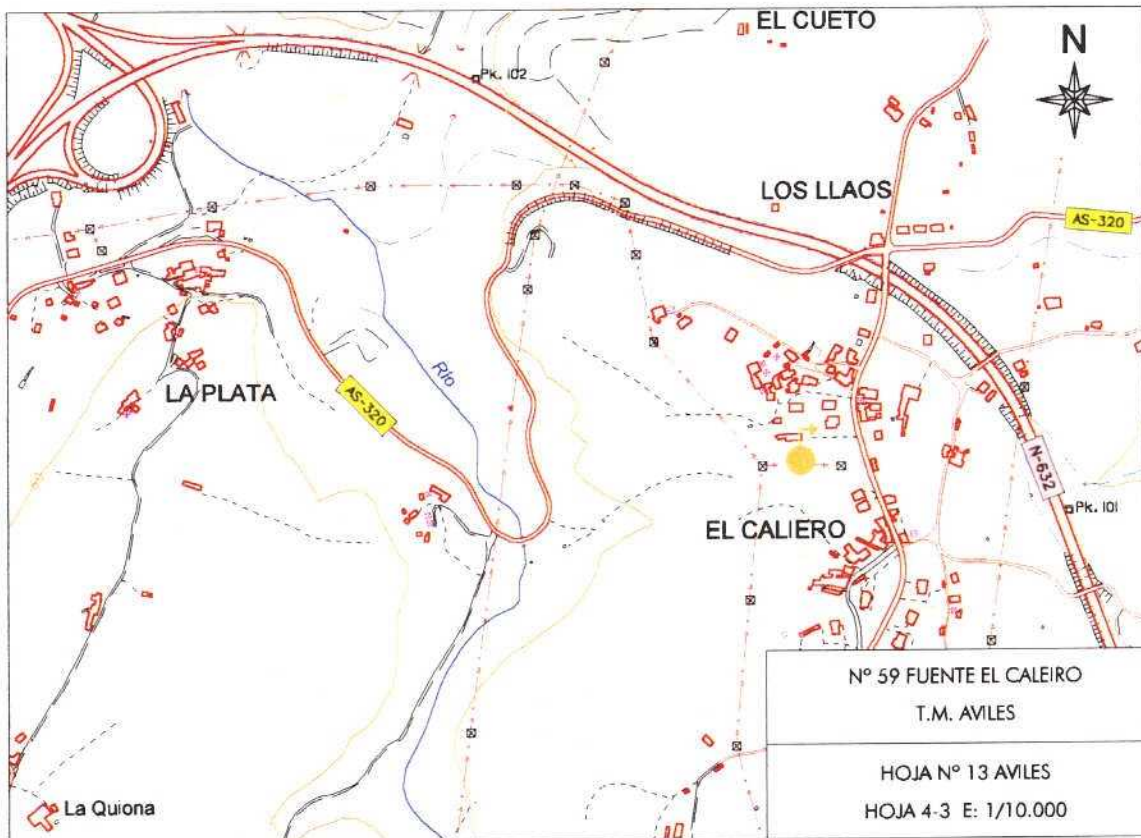 EL CUETO
N
Pk. 102
LOS LLAOS
AS-320
LA PLATA
AS-320
Río
N-632
Pk. 101
EL CALIERO
La Quiona
Nº 59 FUENTE EL CALEIRO
T.M. AVILES
HOJA Nº 13 AVILES
HOJA 4-3 E: 1/10.000